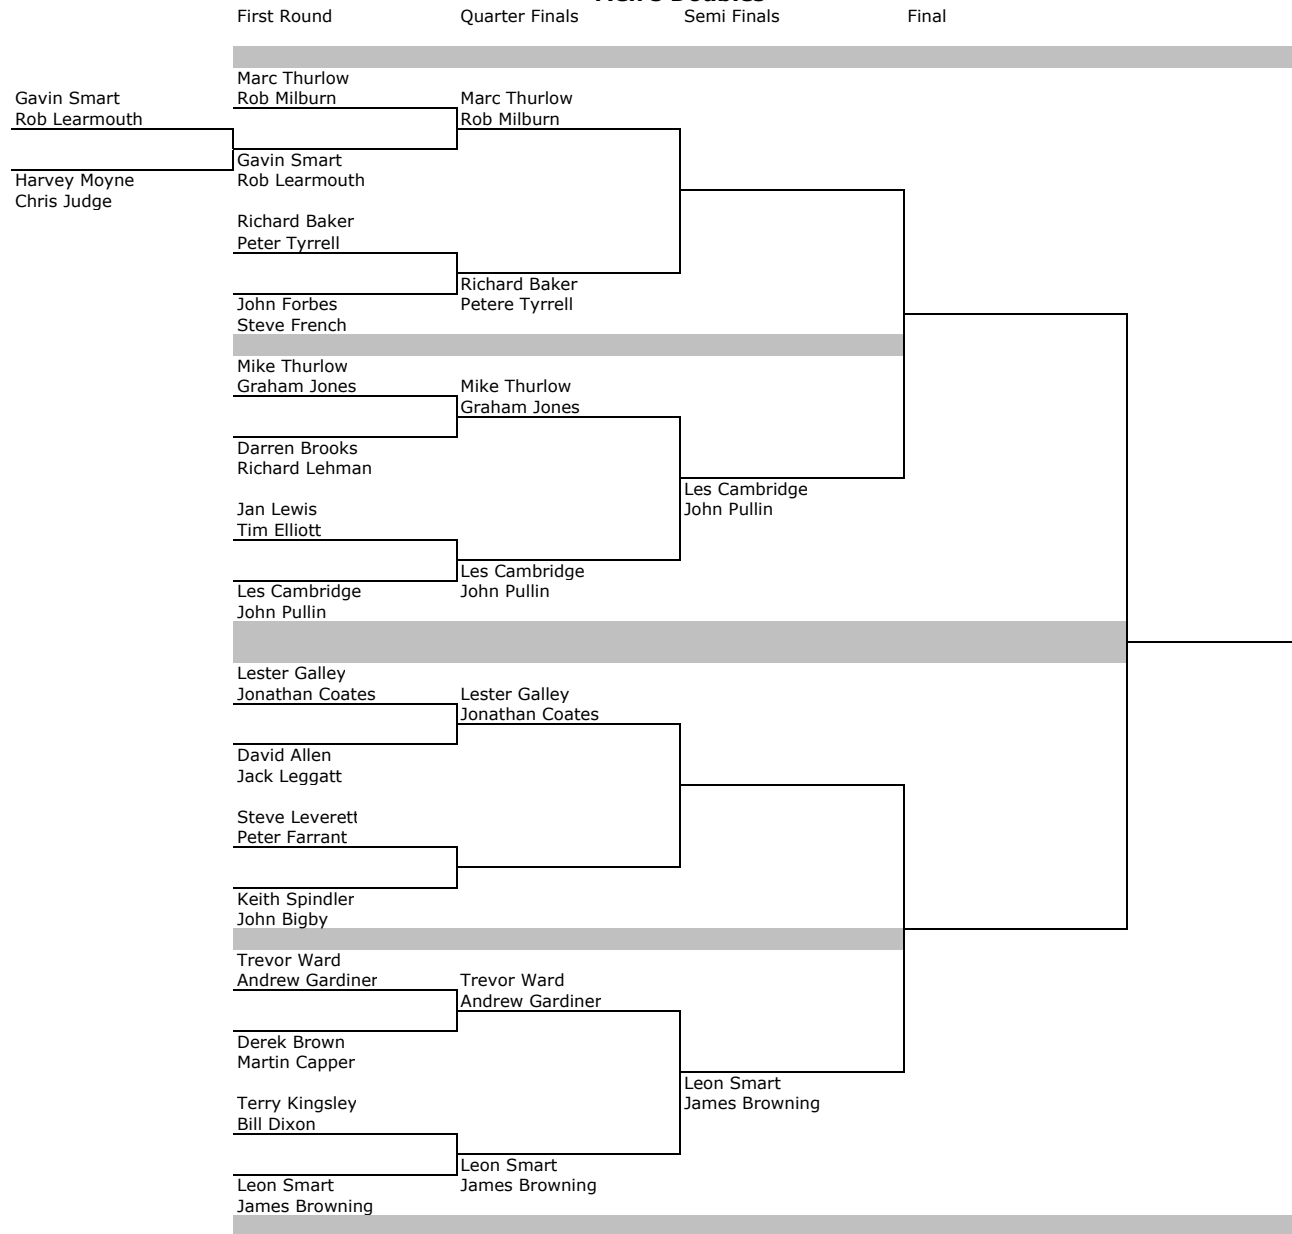 First Round Quarter Finals Semi Finals Final
Marc Thurlow
Rob Milburn
Gavin Smart
Rob Learmouth
Marc Thurlow
Rob Milburn
Gavin Smart
Rob Learmouth
Harvey Moyne
Chris Judge
Richard Baker
Peter Tyrrell
Richard Baker
Petere Tyrrell
John Forbes
Steve French
Mike Thurlow
Graham Jones
Mike Thurlow
Graham Jones
Darren Brooks
Richard Lehman
Les Cambridge
John Pullin
Jan Lewis
Tim Elliott
Les Cambridge
John Pullin
Les Cambridge
John Pullin
Lester Galley
Jonathan Coates
Lester Galley
Jonathan Coates
David Allen
Jack Leggatt
Steve Leverett
Peter Farrant
Keith Spindler
John Bigby
Trevor Ward
Andrew Gardiner
Trevor Ward
Andrew Gardiner
Derek Brown
Martin Capper
Leon Smart
James Browning
Terry Kingsley
Bill Dixon
Leon Smart
James Browning
Leon Smart
James Browning